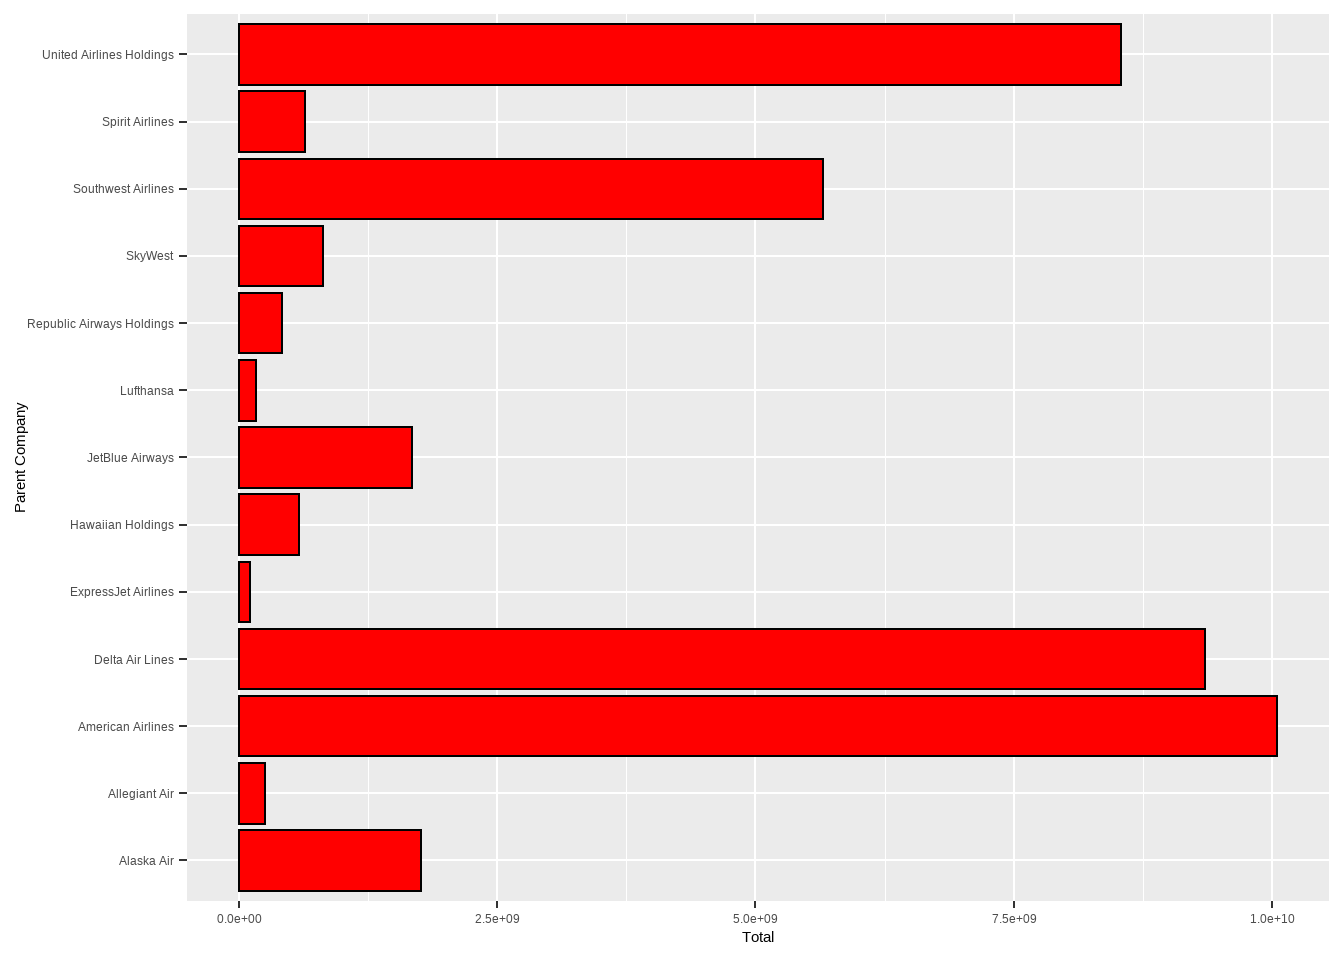 United Airlines Holdings
Spirit Airlines
Southwest Airlines
SkyWest
Republic Airways Holdings
Lufthansa
JetBlue Airways
Hawaiian Holdings
ExpressJet Airlines
Delta Air Lines
American Airlines
Allegiant Air
Alaska Air
Parent Company
0.0e+00 2.5e+09 5.0e+09 7.5e+09 1.0e+10
Total